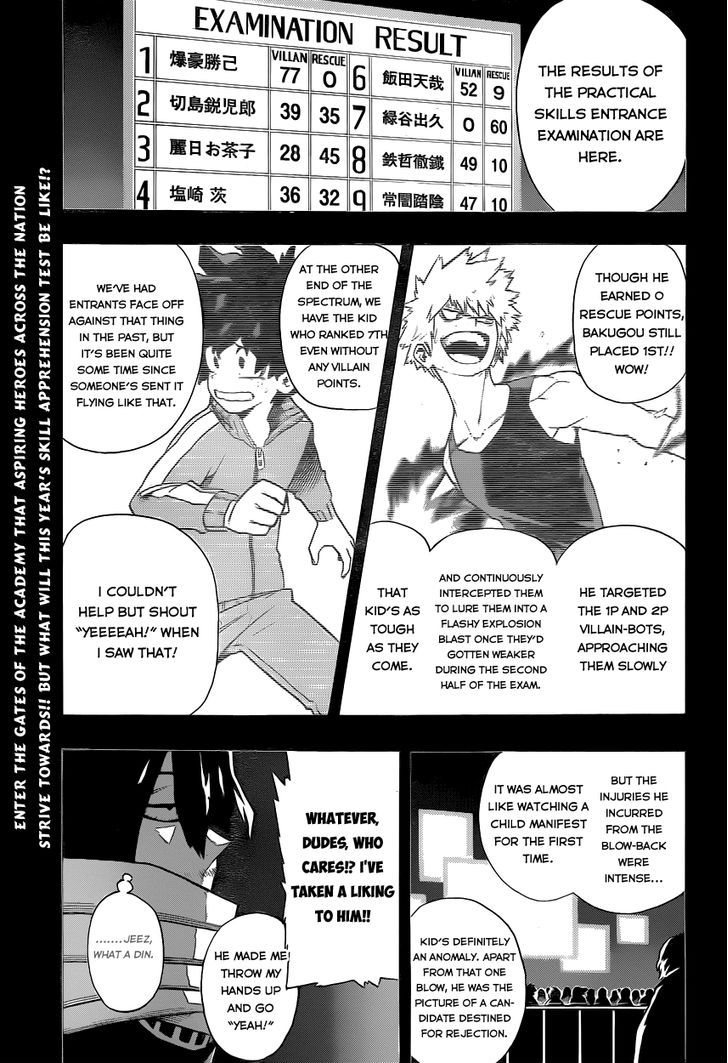 EXAMINATION RESULT
VILLAN RESCUE
1 爆豪勝己 77 0
2 切島鋭児郎 39 35
3 麗日お茶子 28 45
4 塩崎 茨 36 32
VILLAN RESCUE
6 飯田天哉 52 9
7 緑谷出久 0 60
8 鉄哲徹鐵 49 10
9 常闇踏陰 47 10
THE RESULTS OF
THE PRACTICAL
SKILLS ENTRANCE
EXAMINATION ARE
HERE.
ENTER THE GATES OF THE ACADEMY THAT ASPIRING HEROES ACROSS THE NATION
STRIVE TOWARDS!! BUT WHAT WILL THIS YEAR'S SKILL APPREHENSION TEST BE LIKE!?
THOUGH HE
EARNED 0
RESCUE POINTS,
BAKUGOU STILL
PLACED 1ST!!
WOW!
HE TARGETED
THE 1P AND 2P
VILLAIN-BOTS,
APPROACHING
THEM SLOWLY
AND CONTINUOUSLY
INTERCEPTED THEM
TO LURE THEM INTO A
FLASHY EXPLOSION
BLAST ONCE THEY'D
GOTTEN WEAKER
DURING THE SECOND
HALF OF THE EXAM.
THAT
KID'S AS
TOUGH
AS THEY
COME.
AT THE OTHER
END OF THE
SPECTRUM, WE
HAVE THE KID
WHO RANKED 7TH
EVEN WITHOUT
ANY VILLAIN
POINTS.
WE'VE HAD
ENTRANTS FACE OFF
AGAINST THAT THING
IN THE PAST, BUT
IT'S BEEN QUITE
SOME TIME SINCE
SOMEONE'S SENT IT
FLYING LIKE THAT.
I COULDN'T
HELP BUT SHOUT
"YEEEEAH!" WHEN
I SAW THAT!
BUT THE
INJURIES HE
INCURRED
FROM THE
BLOW-BACK
WERE
INTENSE...
IT WAS ALMOST
LIKE WATCHING A
CHILD MANIFEST
FOR THE FIRST
TIME.
KID'S DEFINITELY
AN ANOMALY. APART
FROM THAT ONE
BLOW, HE WAS THE
PICTURE OF A CAN-
DIDATE DESTINED
FOR REJECTION.
WHATEVER,
DUDES, WHO
CARES!? I'VE
TAKEN A LIKING
TO HIM!!
HE MADE ME
THROW MY
HANDS UP
AND GO
"YEAH!"
.......JEEZ,
WHAT A DIN.